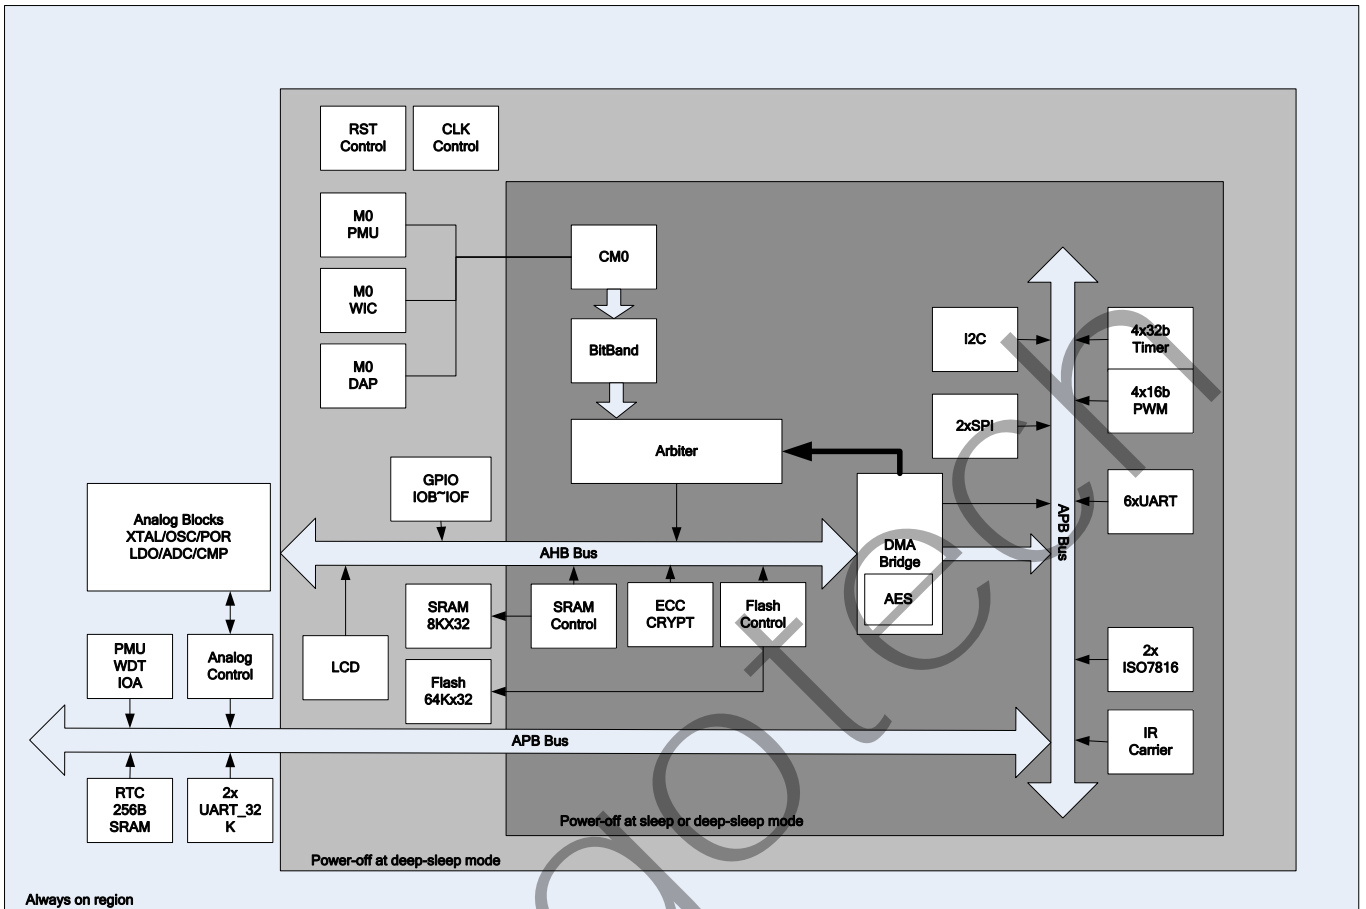 RST
Control
CLK
Control
M0
PMU
M0
WIC
M0
DAP
CM0
BitBand
Arbiter
I2C
2xSPI
4x32b
Timer
4x16b
PWM
6xUART
2x
ISO7816
IR
Carrier
APB Bus
GPIO
IOB~IOF
AHB Bus
DMA
Bridge
AES
Analog Blocks
XTAL/OSC/POR
LDO/ADC/CMP
SRAM
8KX32
SRAM
Control
ECC
CRYPT
Flash
Control
LCD
Flash
64Kx32
PMU
WDT
IOA
Analog
Control
APB Bus
RTC
256B
SRAM
2x
UART_32
K
Power-off at sleep or deep-sleep mode
Power-off at deep-sleep mode
Always on region
gotech